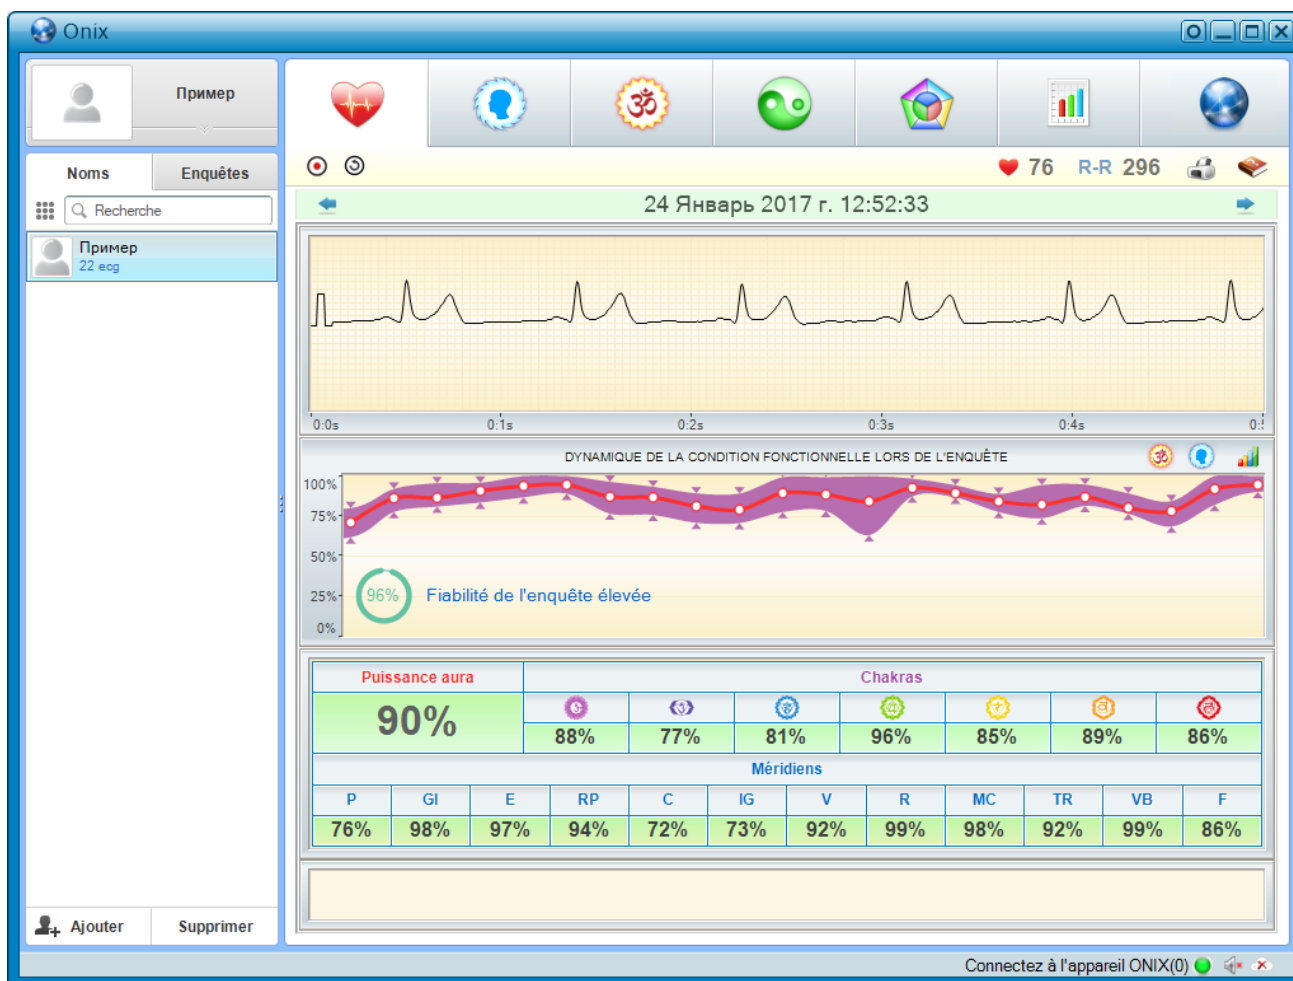 Onix
Пример
Noms Enquêtes
Recherche
Пример
22 ecg
76 R-R 296
24 Январь 2017 г. 12:52:33
0:0s 0:1s 0:2s 0:3s 0:4s
DYNAMIQUE DE LA CONDITION FONCTIONNELLE LORS DE L'ENQUÊTE
100%
75%
50%
25%
0%
96% Fiabilité de l'enquête élevée
Puissance aura Chakras
90%
88% 77% 81% 96% 85% 89% 86%
Méridiens
P GI E RP C IG V R MC TR VB F
76% 98% 97% 94% 72% 73% 92% 99% 98% 92% 99% 86%
Ajouter Supprimer
Connectez à l'appareil ONIX(0)